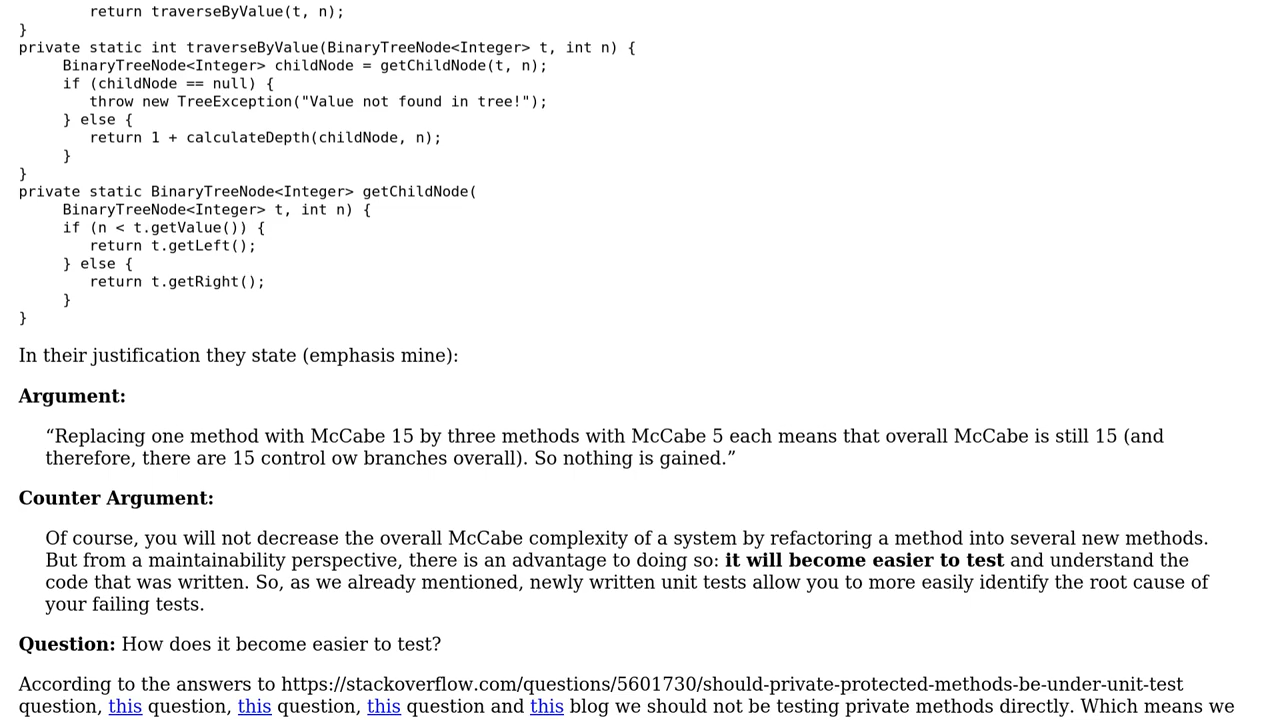 return traverseByValue(t, n);
}
private static int traverseByValue(BinaryTreeNode<Integer> t, int n) {
BinaryTreeNode<Integer> childNode = getChildNode(t, n);
if (childNode == null) {
throw new TreeException("Value not found in tree!");
} else {
return 1 + calculateDepth(childNode, n);
}
}
private static BinaryTreeNode<Integer> getChildNode(
BinaryTreeNode<Integer> t, int n) {
if (n < t.getValue()) {
return t.getLeft();
} else {
return t.getRight();
}
}
In their justification they state (emphasis mine):
Argument:
“Replacing one method with McCabe 15 by three methods with McCabe 5 each means that overall McCabe is still 15 (and
therefore, there are 15 control ow branches overall). So nothing is gained.”
Counter Argument:
Of course, you will not decrease the overall McCabe complexity of a system by refactoring a method into several new methods.
But from a maintainability perspective, there is an advantage to doing so: it will become easier to test and understand the
code that was written. So, as we already mentioned, newly written unit tests allow you to more easily identify the root cause of
your failing tests.
Question: How does it become easier to test?
According to the answers to https://stackoverflow.com/questions/5601730/should-private-protected-methods-be-under-unit-test
question, this question, this question, this question and this blog we should not be testing private methods directly. Which means we